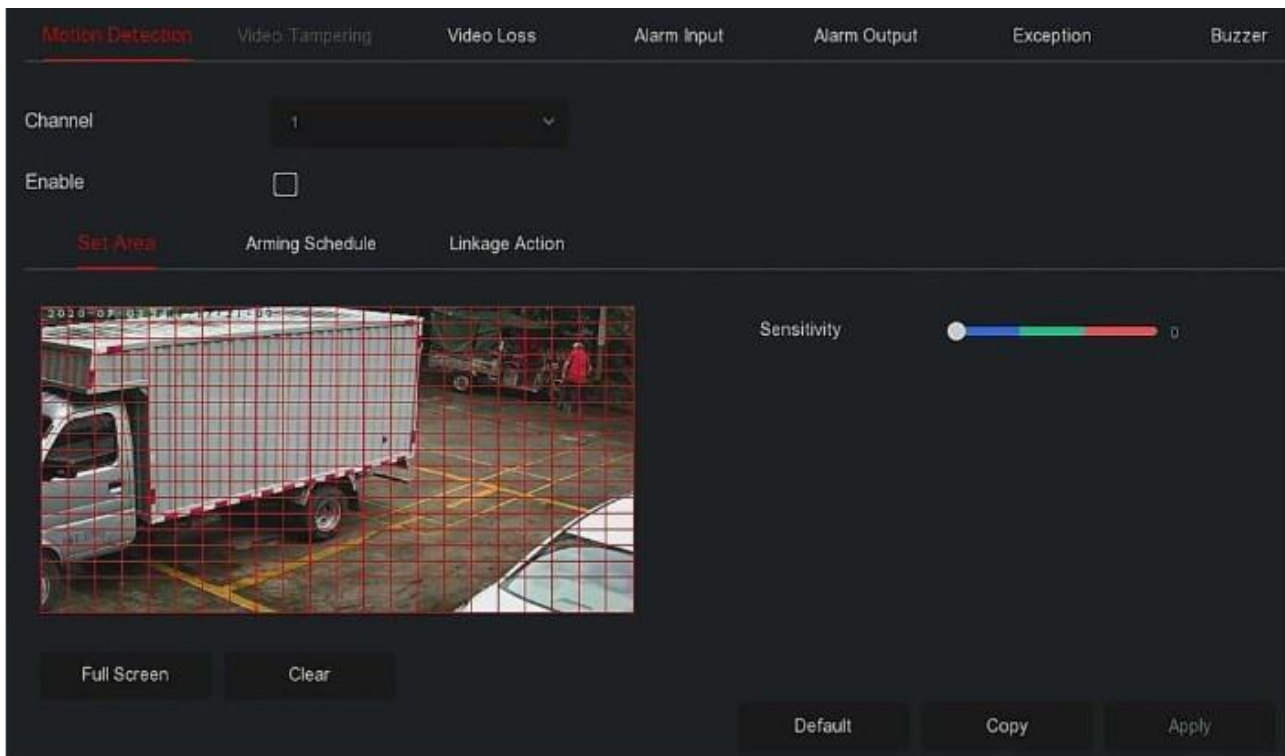 Motion Detection Video Tampering Video Loss Alarm Input Alarm Output Exception Buzzer
Channel 1
Enable
Set Area Arming Schedule Linkage Action
Sensitivity 0
Full Screen Clear
Default Copy Apply